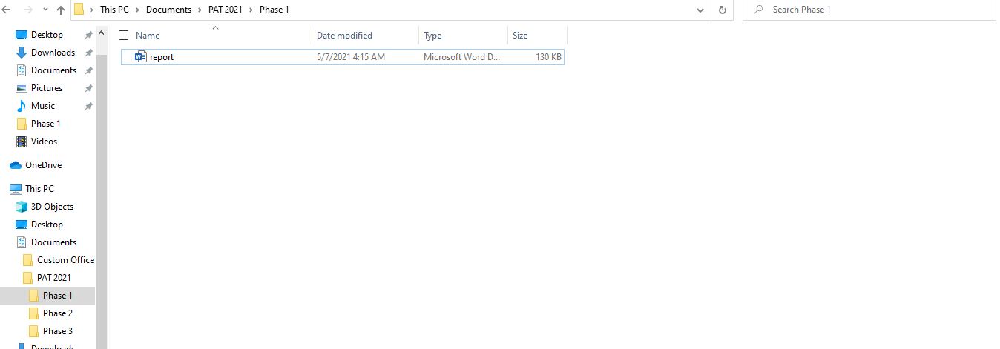 This PC > Documents > PAT 2021 > Phase 1
Search Phase 1
Name Date modified Type Size
report 5/7/2021 4:15 AM Microsoft Word D... 130 KB
Desktop
Downloads
Documents
Pictures
Music
Phase 1
Videos
OneDrive
This PC
3D Objects
Desktop
Documents
Custom Office
PAT 2021
Phase 1
Phase 2
Phase 3
Downloads